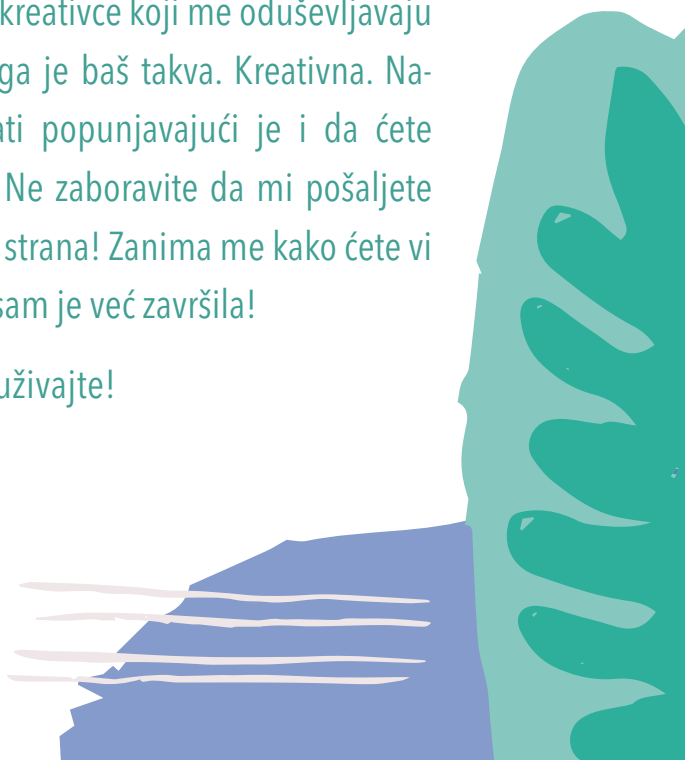 kreativce koji me oduševljavaju
ga je baš takva. Kreativna. Na-
ati popunjavajući je i da ćete
Ne zaboravite da mi pošaljete
strana! Zanima me kako ćete vi
sam je već završila!
uživajte!